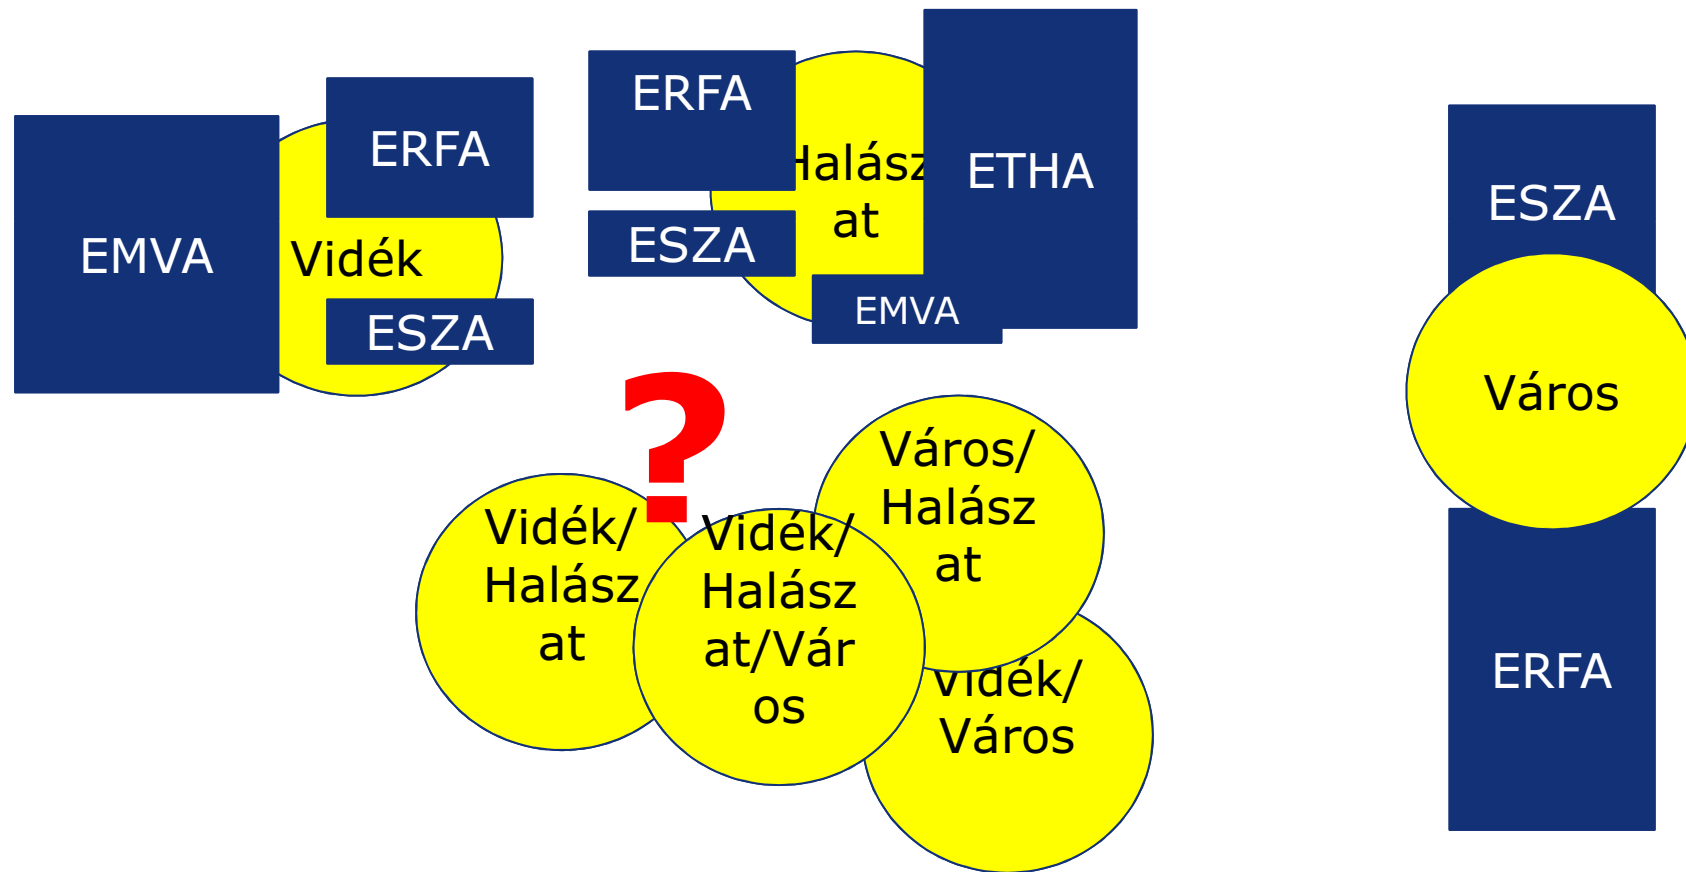 EMVA
Vidék
ERFA
ESZA
ERFA
ESZA
Halász
at
ETHA
EMVA
ESZA
Város
ERFA
?
Vidék/
Halász
at
Vidék/
Halász
at/Vár
os
Város/
Halász
at
Vidék/
Város